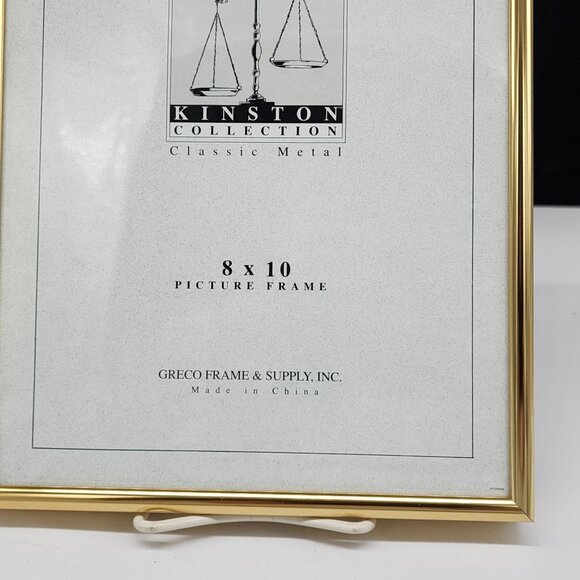 KINSTON
COLLECTION
Classic Metal
8 x 10
PICTURE FRAME
GRECO FRAME & SUPPLY, INC.
Made in China